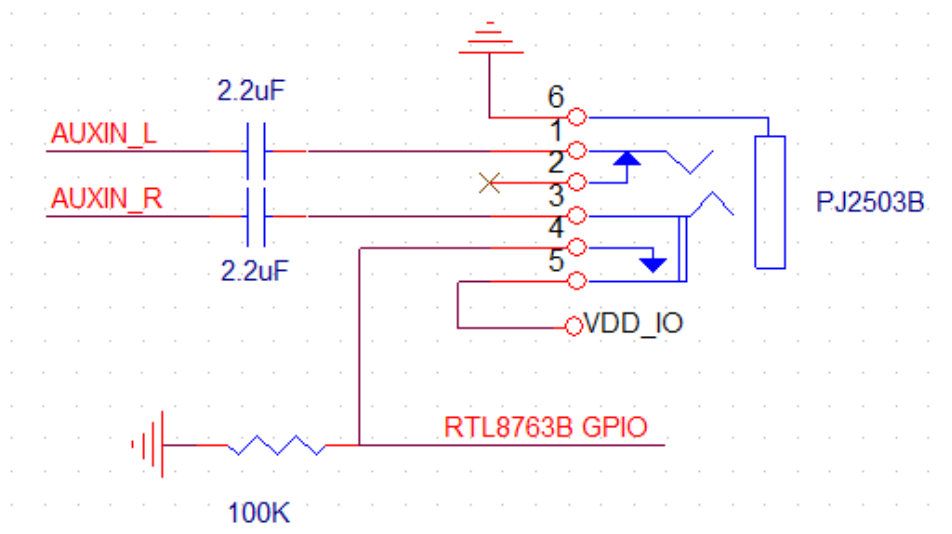 2.2uF
6
AUXIN_L
1
2
AUXIN_R
3
PJ2503B
4
2.2uF
5
VDD_IO
RTL8763B GPIO
100K